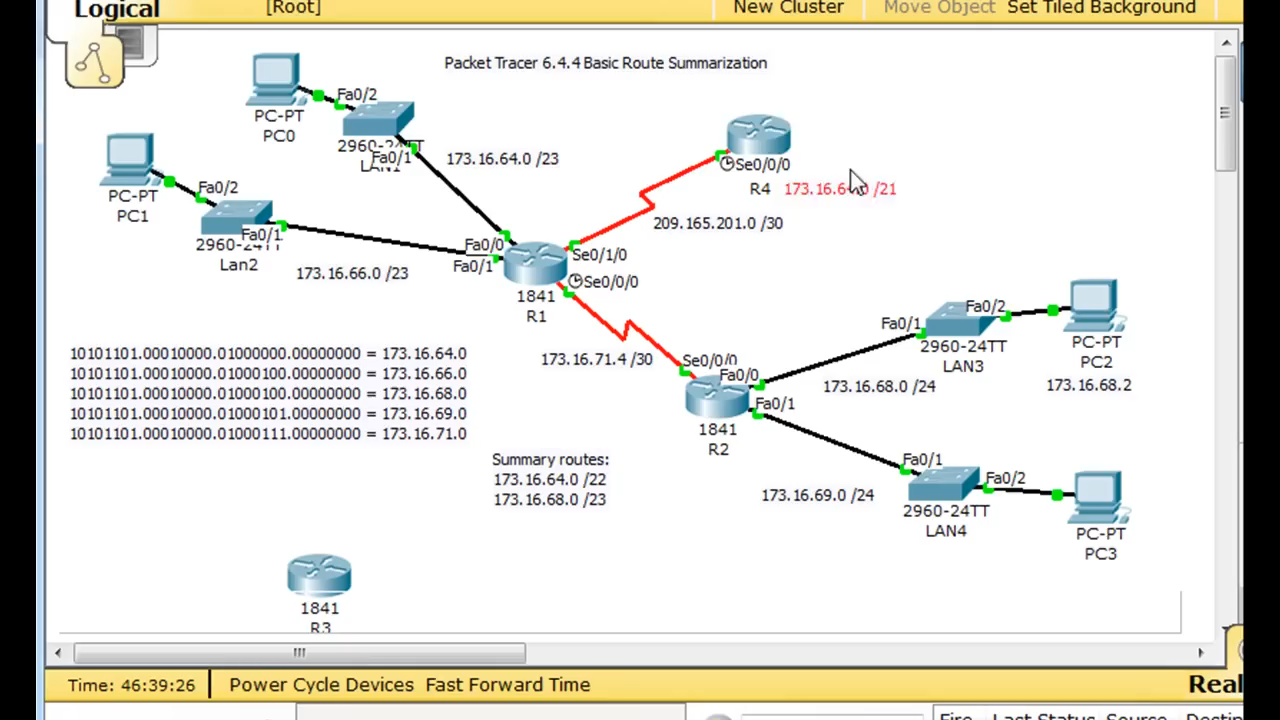 Logical
[Root]
New Cluster
Move Object
Set Tiled Background
Packet Tracer 6.4.4 Basic Route Summarization
PC-PT
PC0
Fa0/2
Fa0/1
LAN1
173.16.64.0 /23
PC-PT
PC1
Fa0/2
Fa0/1
Lan2
173.16.66.0 /23
Se0/0/0
R4
/21
209.165.201.0 /30
Fa0/0
Fa0/1
Se0/1/0
Se0/0/0
1841
R1
173.16.71.4 /30
Se0/0/0
Fa0/0
Fa0/1
1841
R2
Fa0/1
Fa0/2
2960-24TT
LAN3
173.16.68.0 /24
PC-PT
PC2
173.16.68.2
10101101.00010000.01000000.00000000 = 173.16.64.0
10101101.00010000.01000100.00000000 = 173.16.66.0
10101101.00010000.01000100.00000000 = 173.16.68.0
10101101.00010000.01000101.00000000 = 173.16.69.0
10101101.00010000.01000111.00000000 = 173.16.71.0
Summary routes:
173.16.64.0 /22
173.16.68.0 /23
173.16.69.0 /24
Fa0/1
Fa0/2
2960-24TT
LAN4
PC-PT
PC3
1841
R3
Time: 46:39:26
Power Cycle Devices
Fast Forward Time
Real
Fire
Last Status
Source